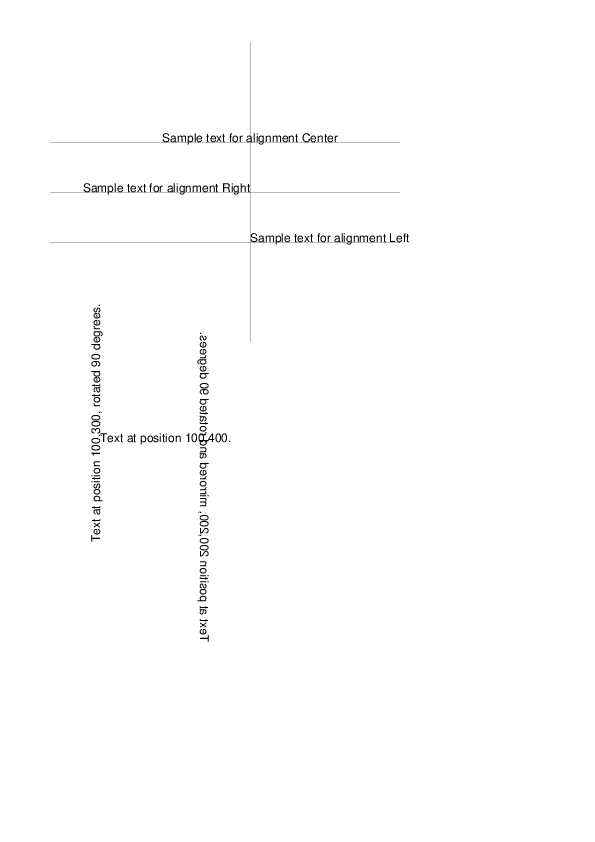 Sample text for alignment Center
Sample text for alignment Right
Sample text for alignment Left
Text at position 100,300, rotated 90 degrees.
Text at position 200,200, mirrored and rotated 90 degrees.
Text at position 100,400.